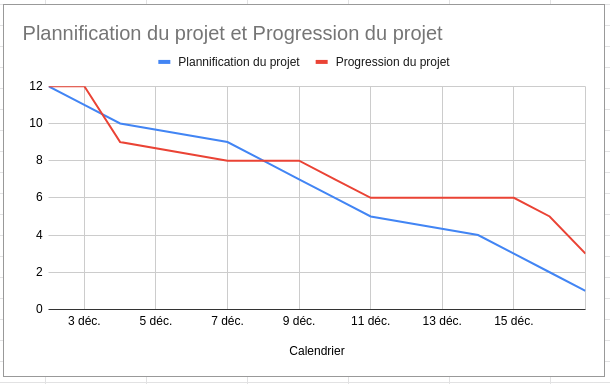 Plannification du projet et Progression du projet
Plannification du projet
Progression du projet
12
10
8
6
4
2
0
3 déc.
5 déc.
7 déc.
9 déc.
11 déc.
13 déc.
15 déc.
Calendrier